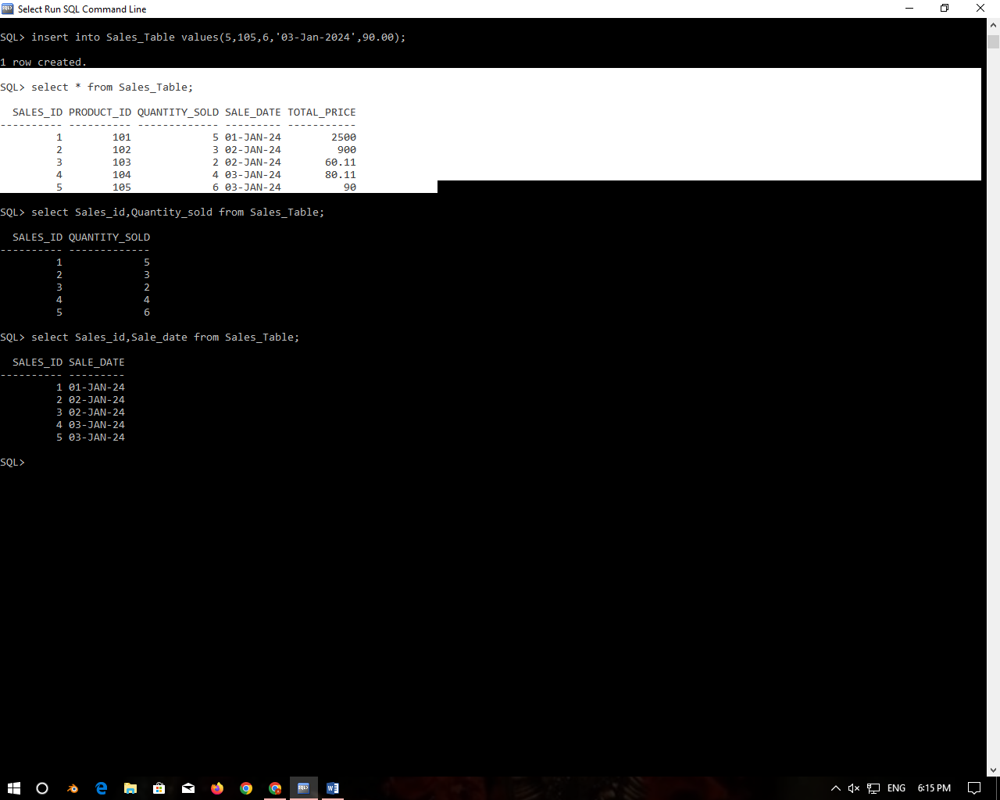 Select Run SQL Command Line
SQL> insert into Sales_Table values(5,105,6,'03-Jan-2024',90.00);
1 row created.
SQL> select * from Sales_Table;
  SALES_ID PRODUCT_ID QUANTITY_SOLD SALE_DATE TOTAL_PRICE
---------- ---------- ------------- --------- -----------
         1        101             5 01-JAN-24        2500
         2        102             3 02-JAN-24         900
         3        103             2 02-JAN-24       60.11
         4        104             4 03-JAN-24       80.11
         5        105             6 03-JAN-24          90
SQL> select Sales_id,Quantity_sold from Sales_Table;
  SALES_ID QUANTITY_SOLD
---------- -------------
         1             5
         2             3
         3             2
         4             4
         5             6
SQL> select Sales_id,Sale_date from Sales_Table;
  SALES_ID SALE_DATE
---------- ---------
         1 01-JAN-24
         2 02-JAN-24
         3 02-JAN-24
         4 03-JAN-24
         5 03-JAN-24
SQL>
ENG 6:15 PM